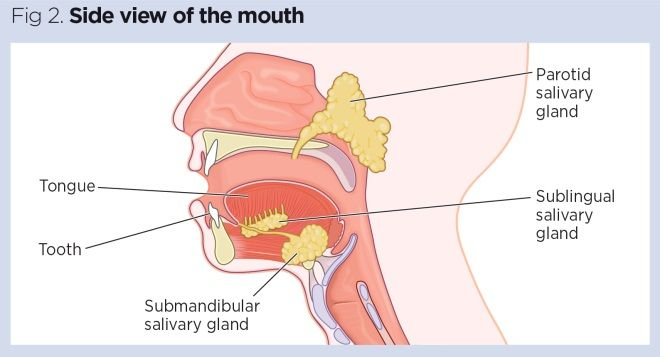 Fig 2. Side view of the mouth
Parotid
salivary
gland
Tongue
Sublingual
salivary
gland
Tooth
Submandibular
salivary gland